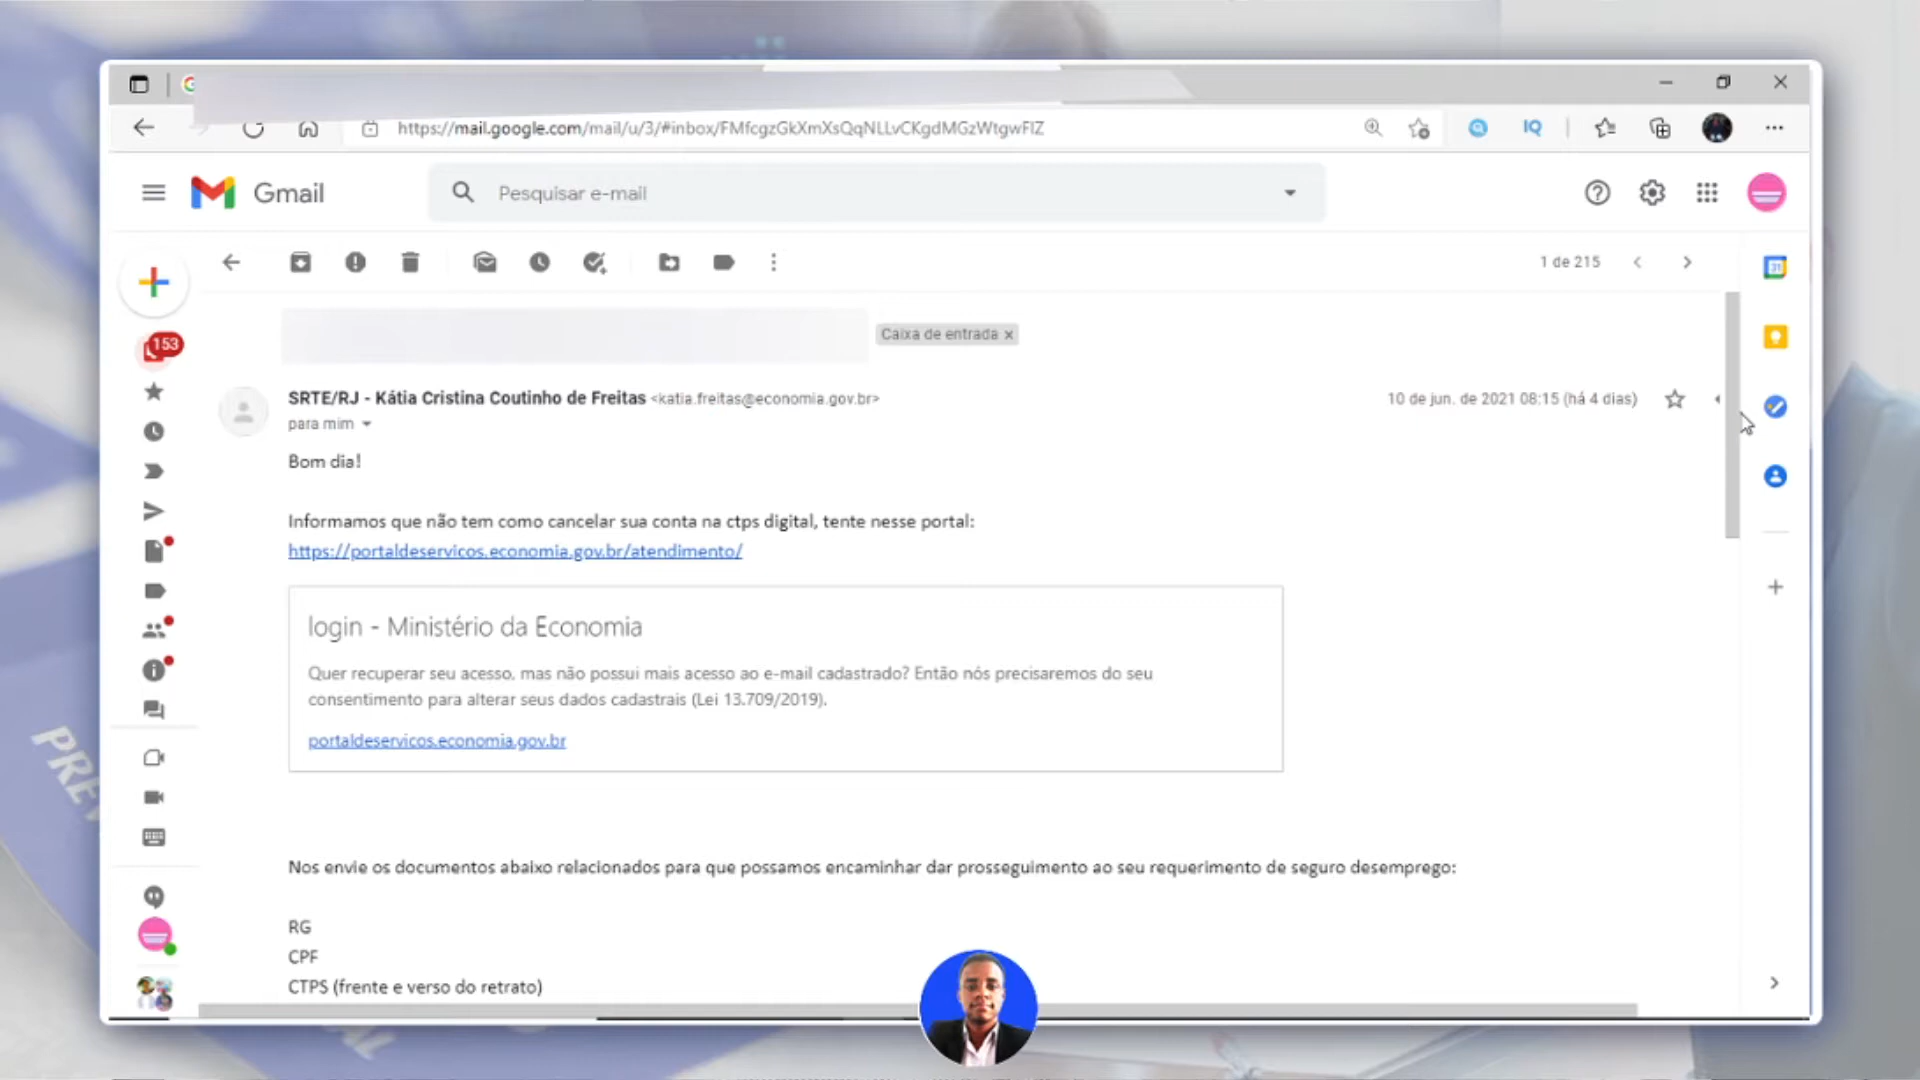 https://mail.google.com/mail/u/3/#inbox/FMfcgzGkXmXsQqNLLvCKgdMGzWtgwFlZ
IQ
Gmail
Pesquisar e-mail
1 de 215
31
153
Caixa de entrada x
SRTE/RJ - Kátia Cristina Coutinho de Freitas <katia.freitas@economia.gov.br>
10 de jun. de 2021 08:15 (há 4 dias)
para mim
Bom dia!
Informamos que não tem como cancelar sua conta na ctps digital, tente nesse portal:
https://portaldeservicos.economia.gov.br/atendimento/
login - Ministério da Economia
Quer recuperar seu acesso, mas não possui mais acesso ao e-mail cadastrado? Então nós precisaremos do seu
consentimento para alterar seus dados cadastrais (Lei 13.709/2019).
portaldeservicos.economia.gov.br
Nos envie os documentos abaixo relacionados para que possamos encaminhar dar prosseguimento ao seu requerimento de seguro desemprego:
RG
CPF
CTPS (frente e verso do retrato)